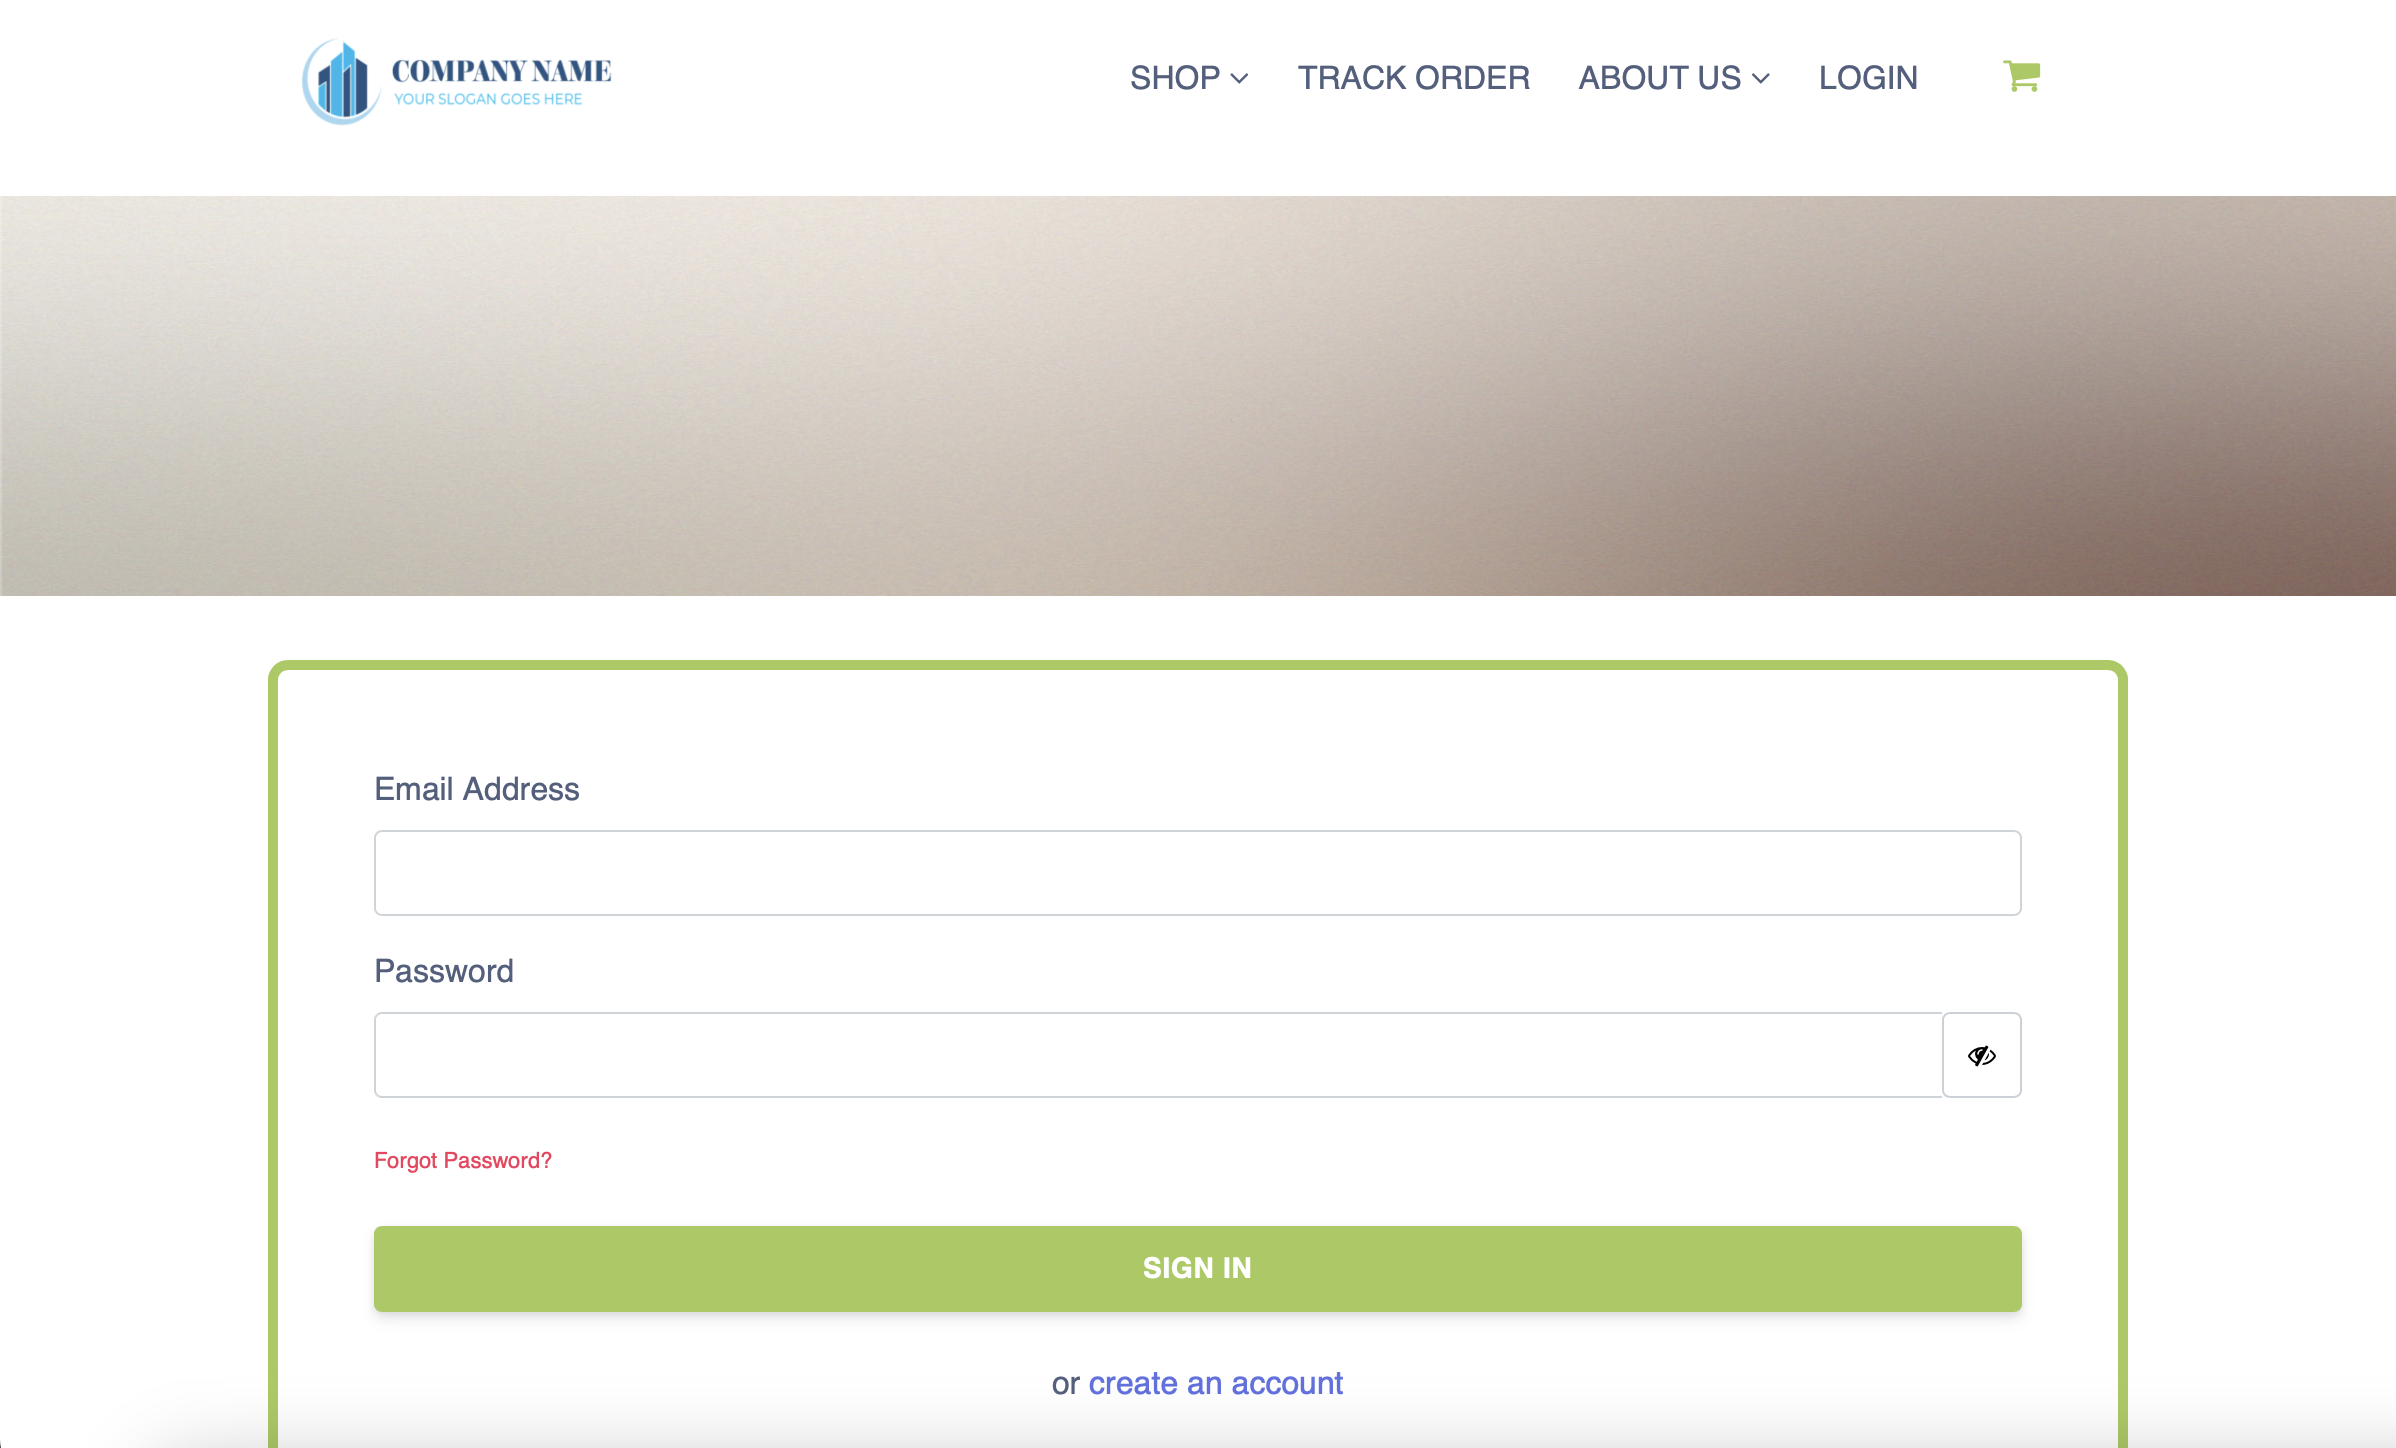 COMPANY NAME
YOUR SLOGAN GOES HERE
SHOP TRACK ORDER ABOUT US LOGIN
Email Address
Password
Forgot Password?
SIGN IN
or create an account